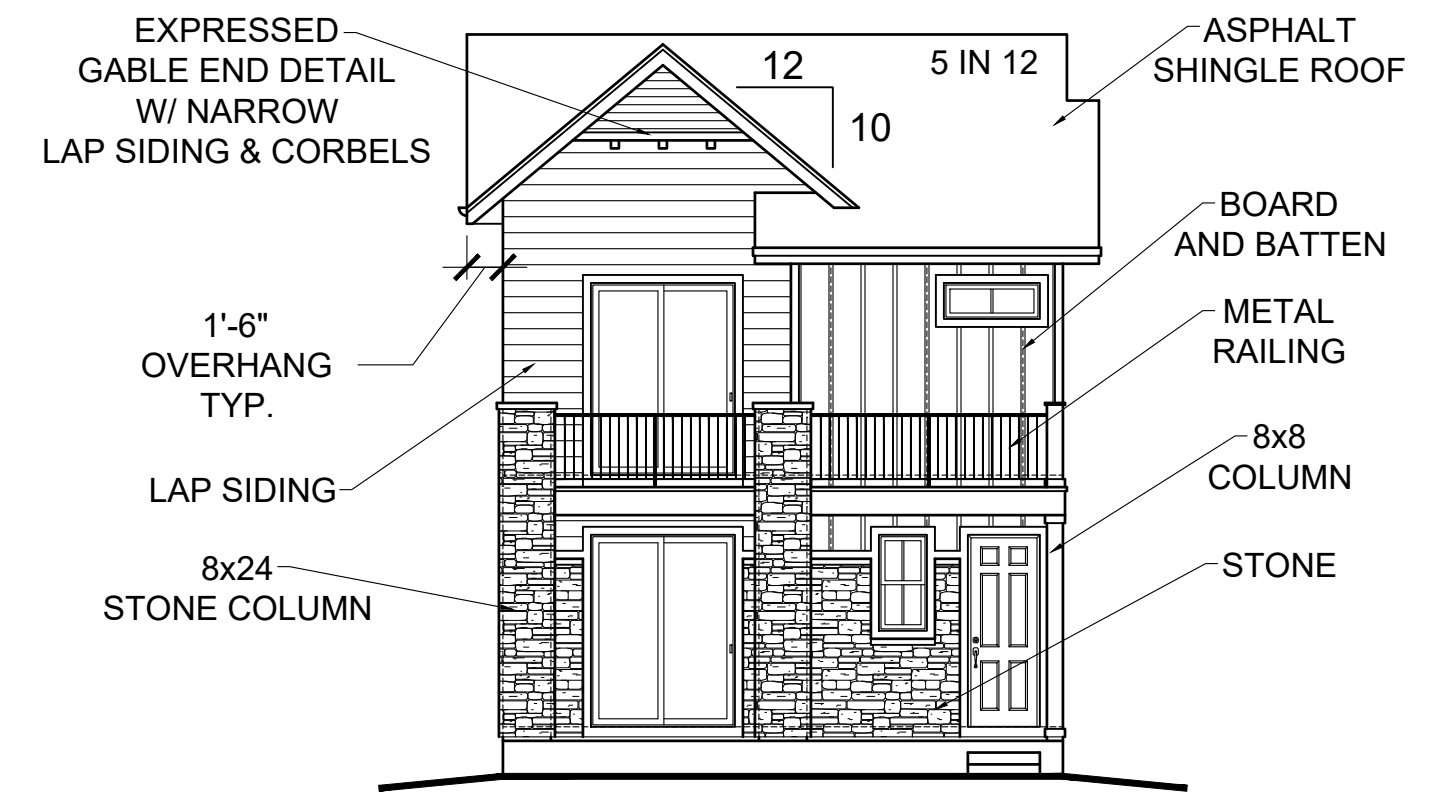 EXPRESSED
GABLE END DETAIL
W/ NARROW
LAP SIDING & CORBELS
12
10
5 IN 12
ASPHALT
SHINGLE ROOF
BOARD
AND BATTEN
1'-6"
OVERHANG
TYP.
METAL
RAILING
LAP SIDING
8x8
COLUMN
8x24
STONE COLUMN
STONE